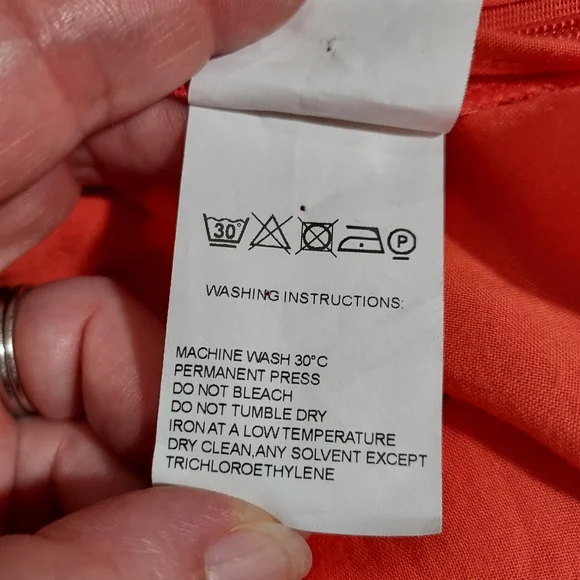 30°
P
WASHING INSTRUCTIONS:
MACHINE WASH 30°C
PERMANENT PRESS
DO NOT BLEACH
DO NOT TUMBLE DRY
IRON AT A LOW TEMPERATURE
DRY CLEAN,ANY SOLVENT EXCEPT
TRICHLOROETHYLENE